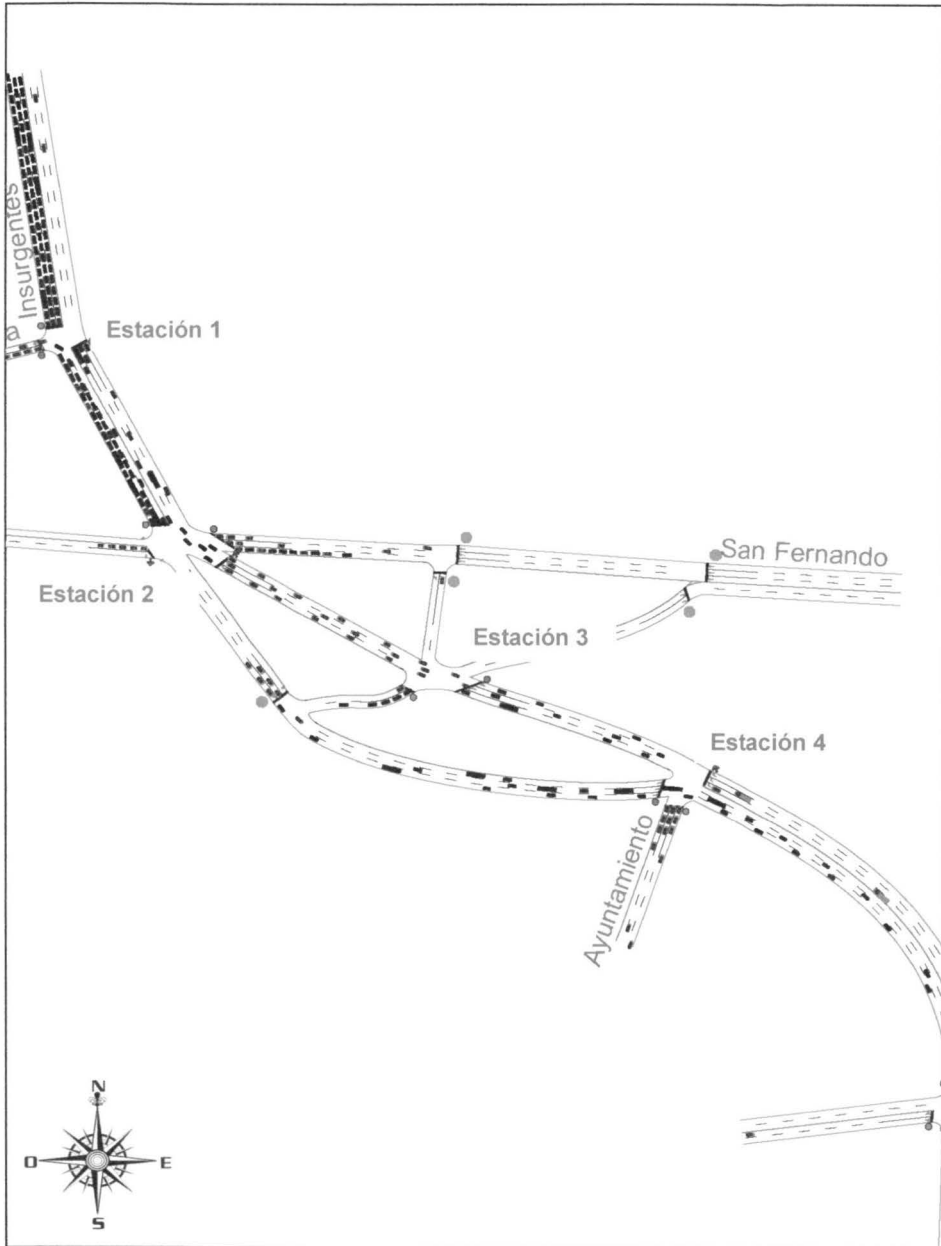 Insurgentes
Estación 1
San Fernando
Estación 2
Estación 3
Estación 4
Ayuntamiento
N
O
E
S